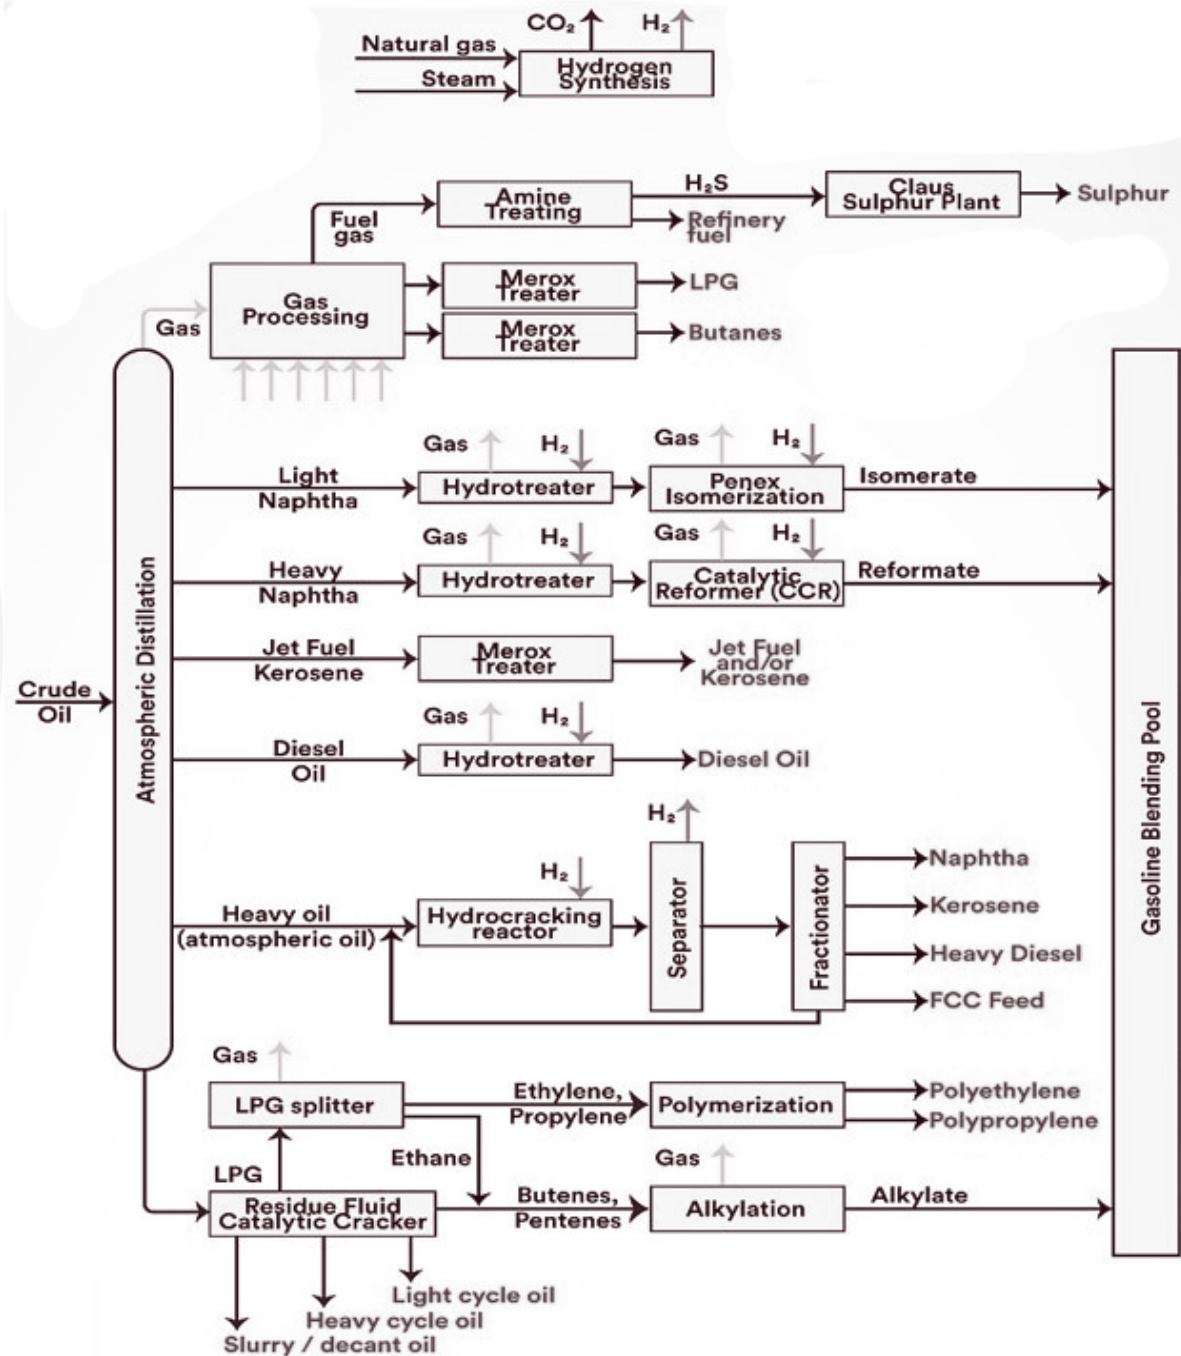 CO₂
H₂
Natural gas
Steam
Hydrogen
Synthesis
Fuel
gas
Amine
Treating
H₂S
Refinery
fuel
Claus
Sulphur Plant
Sulphur
Gas
Gas
Processing
Merox
Treater
LPG
Merox
Treater
Butanes
Light
Naphtha
Gas
H₂
Hydrotreater
Gas
H₂
Penex
Isomerization
Isomerate
Heavy
Naphtha
Gas
H₂
Hydrotreater
Gas
H₂
Catalytic
Reformer (CCR)
Reformate
Jet Fuel
Kerosene
Merox
Treater
Jet Fuel
and/or
Kerosene
Crude
Oil
Atmospheric Distillation
Diesel
Oil
Gas
H₂
Hydrotreater
Diesel Oil
Gasoline Blending Pool
Heavy oil
(atmospheric oil)
H₂
Hydrocracking
reactor
H₂
Separator
Fractionator
Naphtha
Kerosene
Heavy Diesel
FCC Feed
Gas
LPG splitter
Ethylene,
Propylene
Polymerization
Polyethylene
Polypropylene
LPG
Ethane
Residue Fluid
Catalytic Cracker
Butenes,
Pentenes
Gas
Alkylation
Alkylate
Light cycle oil
Heavy cycle oil
Slurry / decant oil